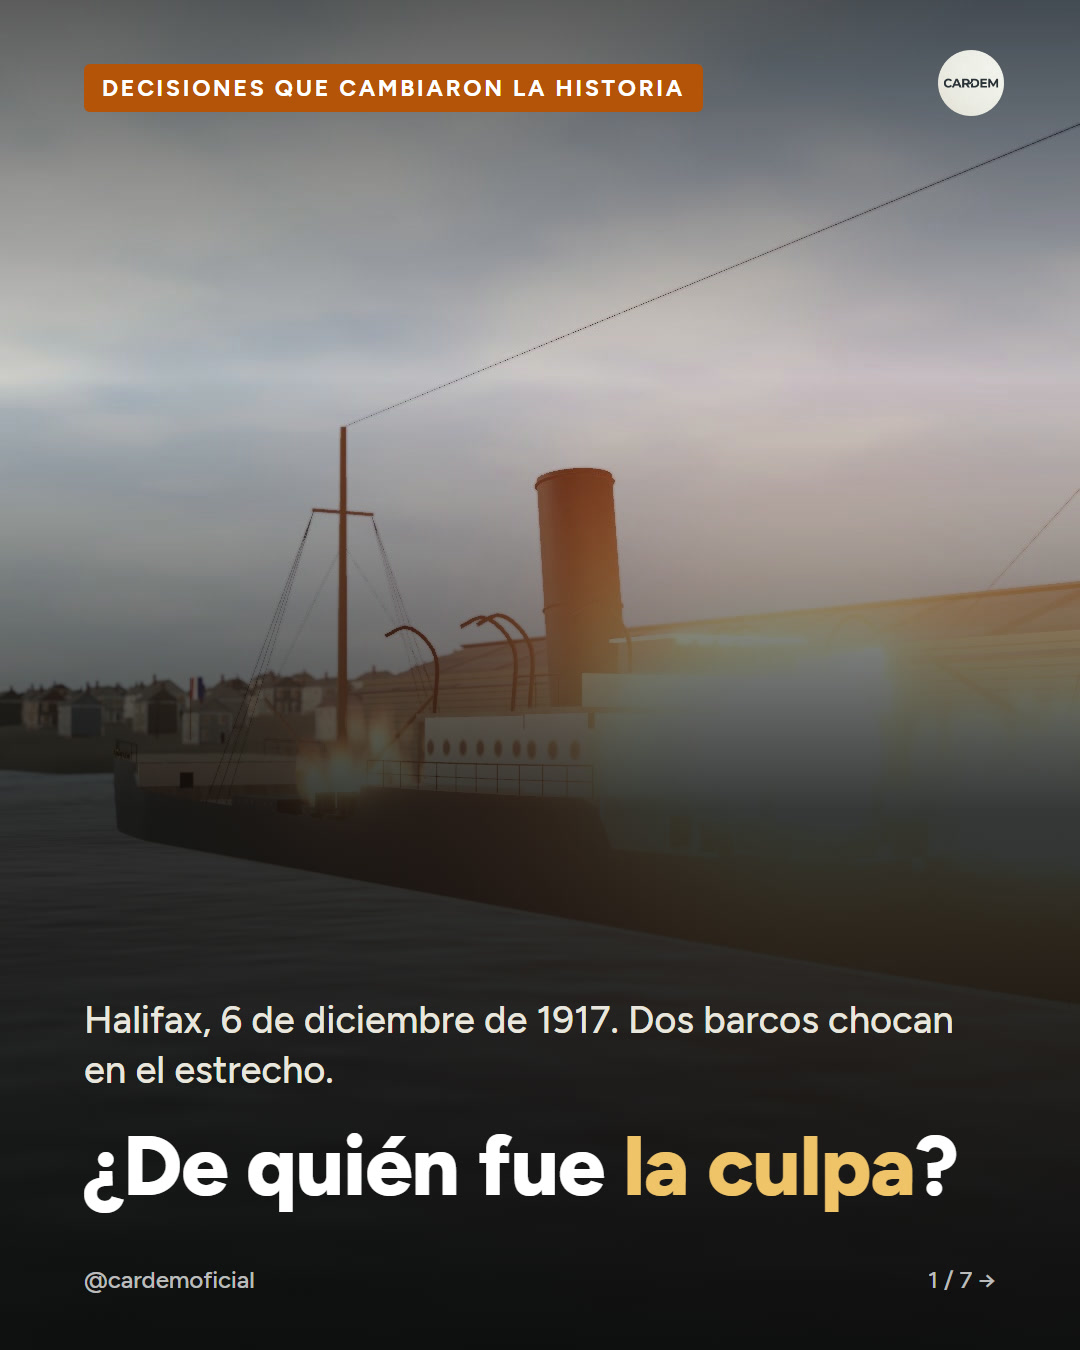 DECISIONES QUE CAMBIARON LA HISTORIA
CARDEM
Halifax, 6 de diciembre de 1917. Dos barcos chocan
en el estrecho.
¿De quién fue la culpa?
@cardemoficial
1 / 7 →